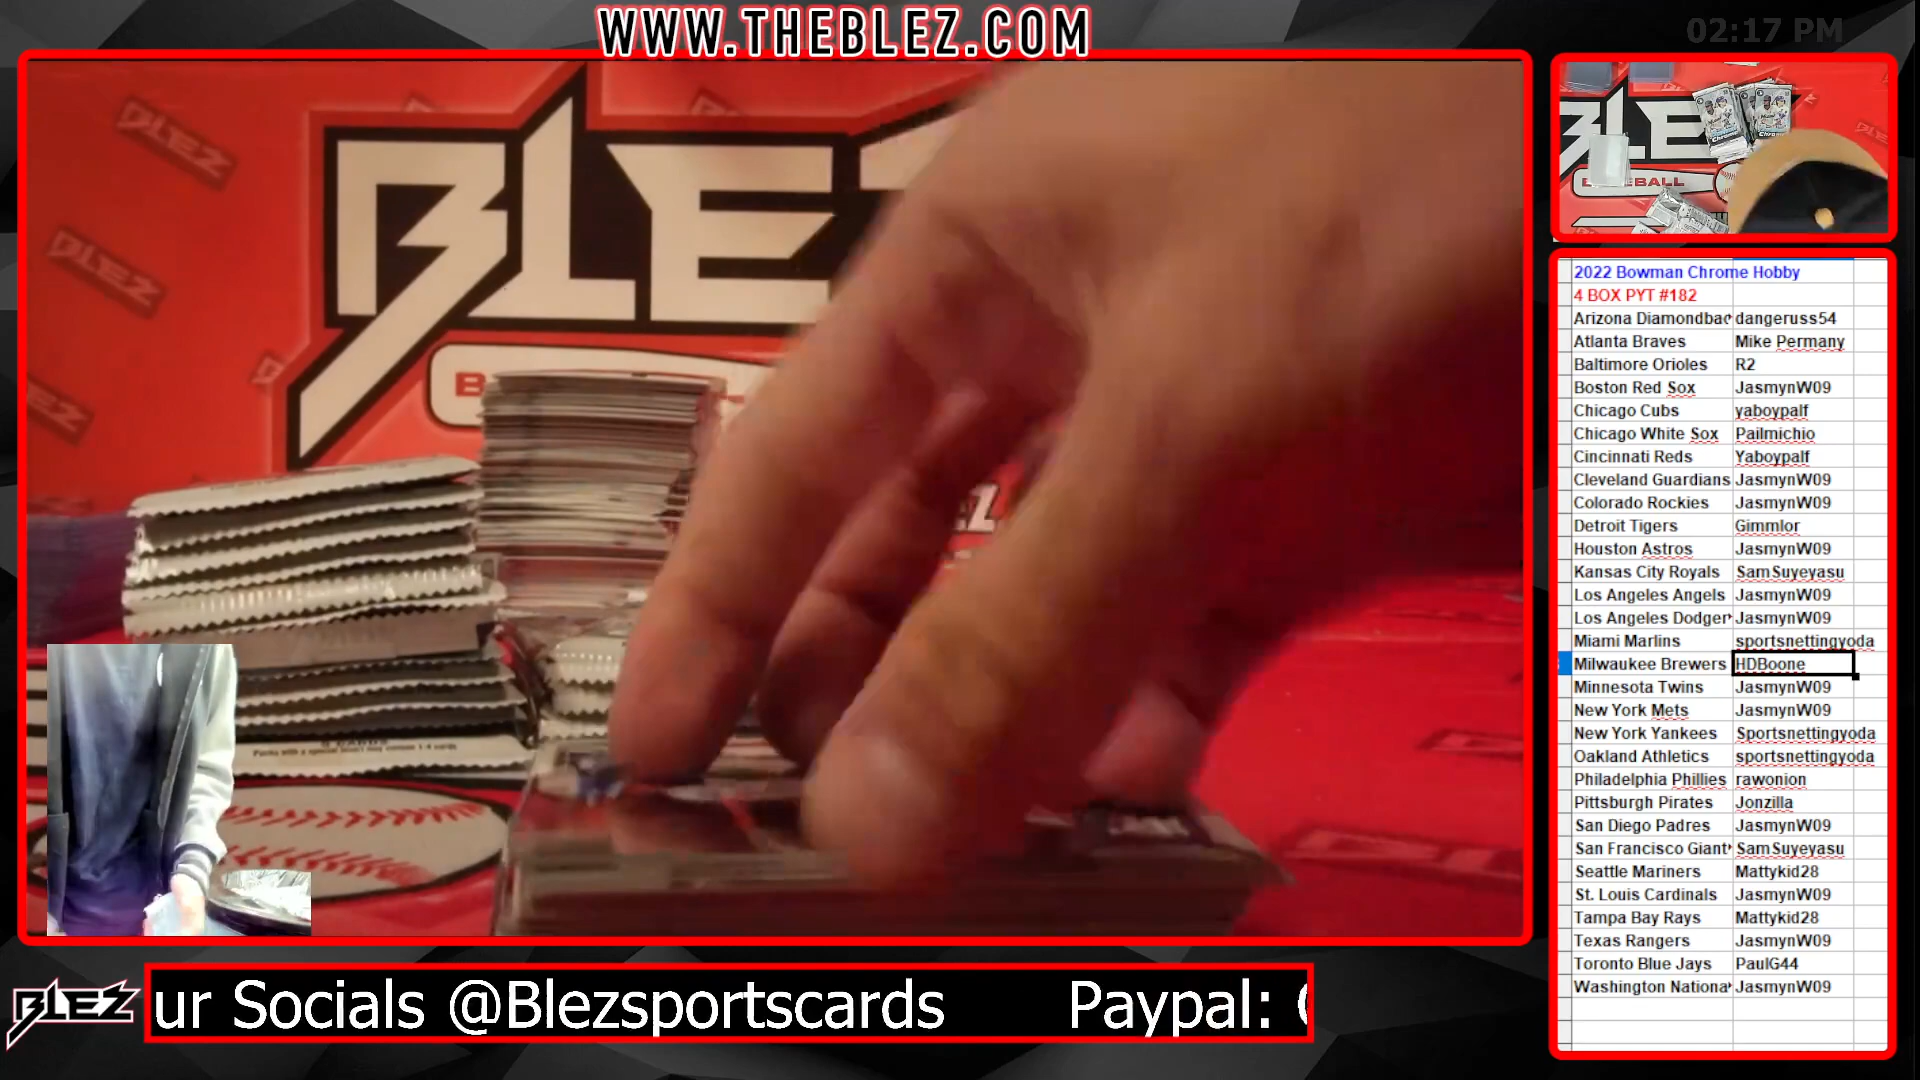 WWW.THEBLEZ.COM
02:17 PM
BLEZ
BLEZ
BLEZ
BLEZ
2022 Bowman Chrome Hobby
4 BOX PYT #182
Arizona Diamondbac dangeruss54
Atlanta Braves Mike Permany
Baltimore Orioles R2
Boston Red Sox JasmynW09
Chicago Cubs yaboypalf
Chicago White Sox Pailmichio
Cincinnati Reds Yaboypalf
Cleveland Guardians JasmynW09
Colorado Rockies JasmynW09
Detroit Tigers Gimmlor
Houston Astros JasmynW09
Kansas City Royals SamSuyeyasu
Los Angeles Angels JasmynW09
Los Angeles Dodger JasmynW09
Miami Marlins sportsnettingyoda
Milwaukee Brewers HDBoone
Minnesota Twins JasmynW09
New York Mets JasmynW09
New York Yankees Sportsnettingyoda
Oakland Athletics sportsnettingyoda
Philadelphia Phillies rawonion
Pittsburgh Pirates Jonzilla
San Diego Padres JasmynW09
San Francisco Giant SamSuyeyasu
Seattle Mariners Mattykid28
St. Louis Cardinals JasmynW09
Tampa Bay Rays Mattykid28
Texas Rangers JasmynW09
Toronto Blue Jays PaulG44
Washington Nationa JasmynW09
BLEZ
ur Socials @Blezsportscards Paypal: